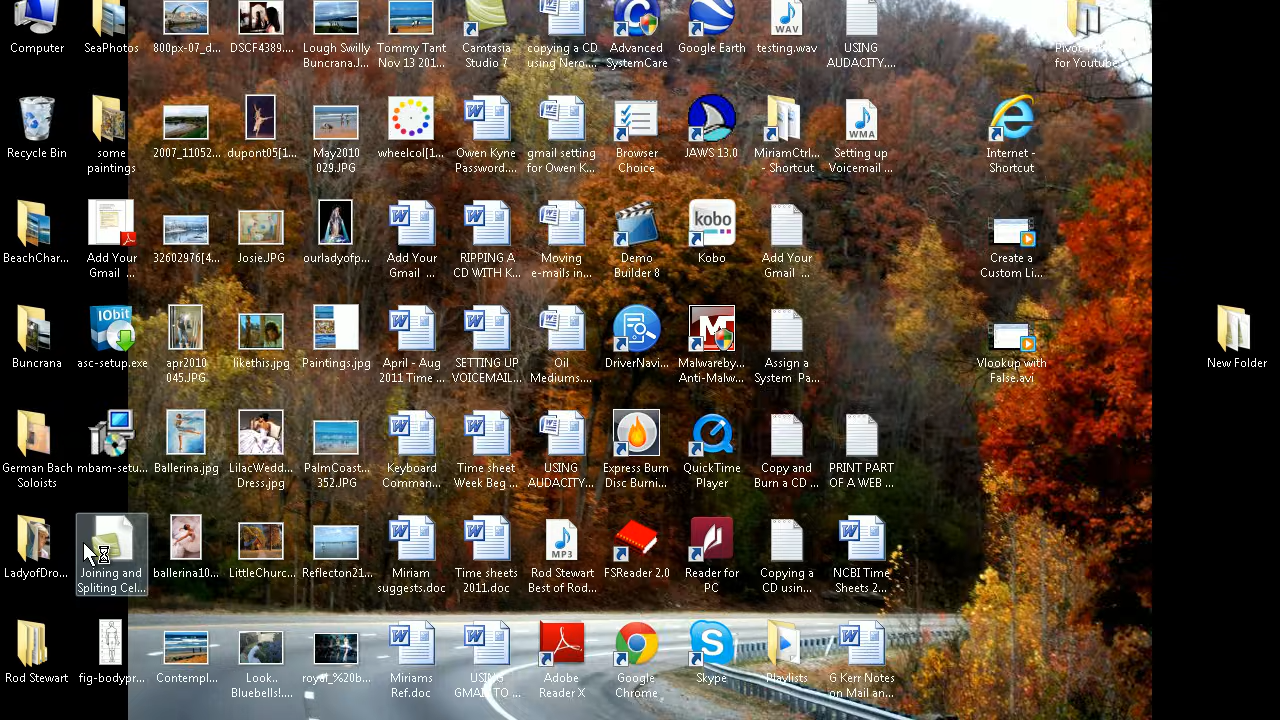 Computer
SeaPhotos
800px-07_d...
DSCF4389....
Lough Swilly
Buncrana.J...
Tommy Tant
Nov 13 201...
Camtasia
Studio 7
copying a CD
using Nero....
Advanced
SystemCare
Google Earth
WAV
testing.wav
USING
AUDACITY....
for Youtube
Recycle Bin
some
paintings
2007_11052...
dupont05[1...
May2010
029.JPG
wheelcol[1...
Owen Kyne
Password....
gmail setting
for Owen K...
Browser
Choice
JAWS 13.0
MiriamCtrl...
- Shortcut
WMA
Setting up
Voicemail ...
Internet -
Shortcut
BeachChar...
Add Your
Gmail ...
32602976[4...
Josie.JPG
ourladyofp...
Add Your
Gmail ...
RIPPING A
CD WITH K...
Moving
e-mails in...
Demo
Builder 8
kobo
Kobo
Add Your
Gmail ...
Create a
Custom Li...
Buncrana
IObit
asc-setup.exe
apr2010
045.JPG
likethis.jpg
Paintings.jpg
April - Aug
2011 Time ...
SETTING UP
VOICEMAIL...
Oil
Mediums....
DriverNavi...
Malwareby...
Anti-Malw...
Assign a
System Pa...
Vlookup with
False.avi
New Folder
German Bach
Soloists
mbam-setu...
Ballerina.jpg
LilacWedd...
Dress.jpg
PalmCoast...
352.JPG
Keyboard
Comman...
Time sheet
Week Beg ...
USING
AUDACITY...
Express Burn
Disc Burni...
QuickTime
Player
Copy and
Burn a CD ...
PRINT PART
OF A WEB ...
LadyofDro...
Joining and
Spliting Cel...
ballerina10...
LittleChurc...
Reflecton21...
Miriam
suggests.doc
Time sheets
2011.doc
MP3
Rod Stewart
Best of Rod...
FSReader 2.0
Reader for
PC
Copying a
CD usin...
NCBI Time
Sheets 2...
Rod Stewart
fig-bodypr...
Contempl...
Look..
Bluebells!....
royal_%20b...
Miriams
Ref.doc
USING
GMAIL TO ...
Adobe
Reader X
Google
Chrome
Skype
Playlists
G Kerr Notes
on Mail an...